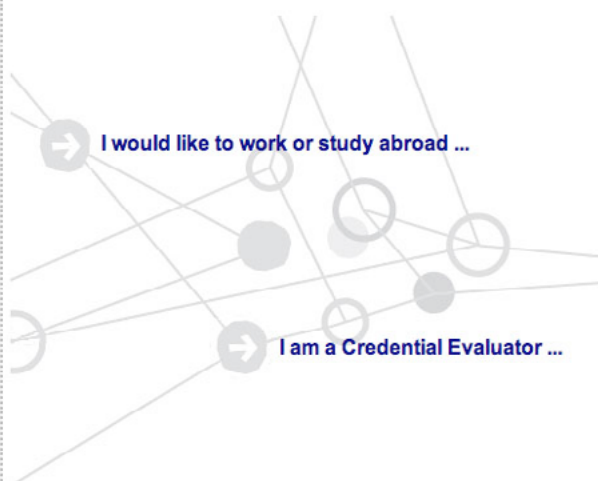 I would like to work or study abroad ...
I am a Credential Evaluator ...